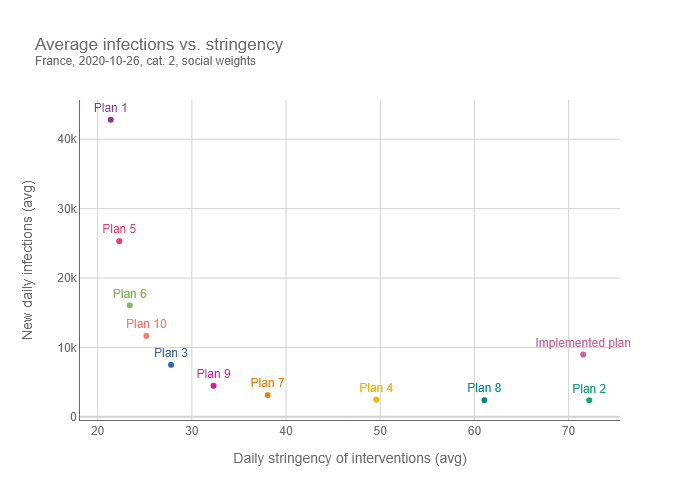 Average infections vs. stringency
France, 2020-10-26, cat. 2, social weights
Plan 1
40k
30k
Plan 5
20k
Plan 6
Plan 10
10k
Implemented plan
Plan 3
Plan 9
Plan 7
Plan 4
Plan 8
Plan 2
0
20
30
40
50
60
70
New daily infections (avg)
Daily stringency of interventions (avg)